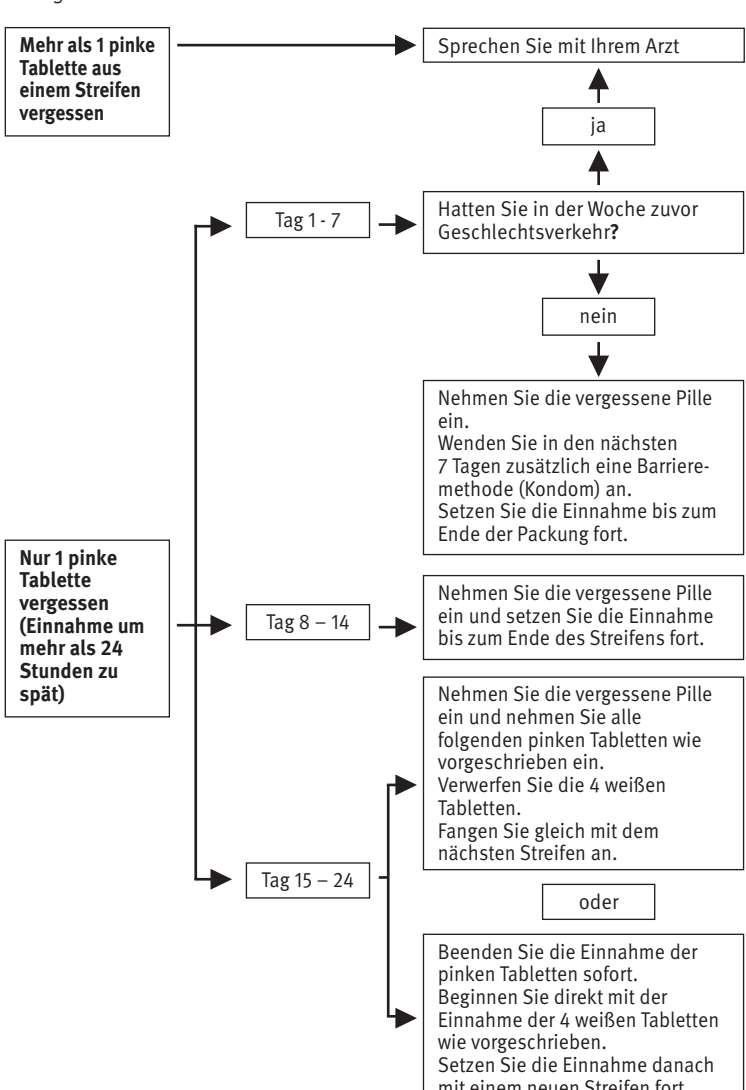 Mehr als 1 pinke
Tablette aus
einem Streifen
vergessen
Sprechen Sie mit Ihrem Arzt
ja
Tag 1 - 7
Hatten Sie in der Woche zuvor
Geschlechtsverkehr?
nein
Nehmen Sie die vergessene Pille
ein.
Wenden Sie in den nächsten
7 Tagen zusätzlich eine Barriere-
methode (Kondom) an.
Setzen Sie die Einnahme bis zum
Ende der Packung fort.
Nur 1 pinke
Tablette
vergessen
(Einnahme um
mehr als 24
Stunden zu
spät)
Tag 8 – 14
Nehmen Sie die vergessene Pille
ein und setzen Sie die Einnahme
bis zum Ende des Streifens fort.
Tag 15 – 24
Nehmen Sie die vergessene Pille
ein und nehmen Sie alle
folgenden pinken Tabletten wie
vorgeschrieben ein.
Verwerfen Sie die 4 weißen
Tabletten.
Fangen Sie gleich mit dem
nächsten Streifen an.
oder
Beenden Sie die Einnahme der
pinken Tabletten sofort.
Beginnen Sie direkt mit der
Einnahme der 4 weißen Tabletten
wie vorgeschrieben.
Setzen Sie die Einnahme danach
mit einem neuen Streifen fort